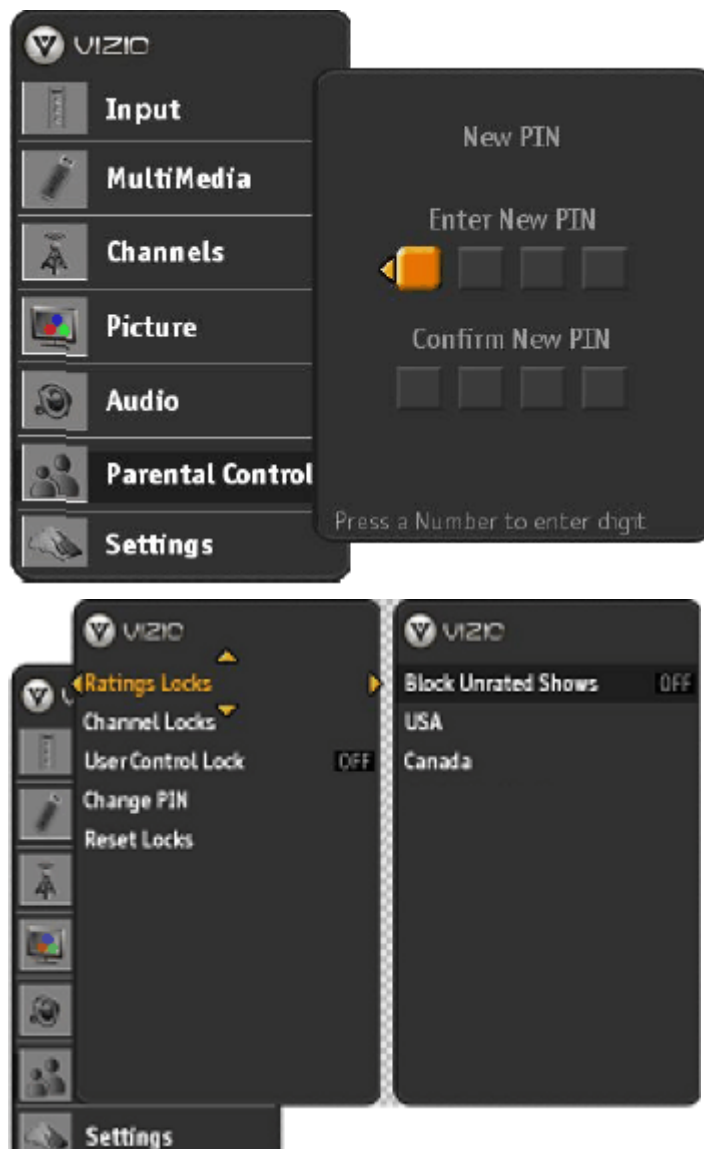 VIZIO
Input
MultiMedia
Channels
Picture
Audio
Parental Control
Settings
New PIN
Enter New PIN
Confirm New PIN
Press a Number to enter digit
VIZIO
Ratings Locks
Channel Locks
User Control Lock OFF
Change PIN
Reset Locks
VIZIO
Block Unrated Shows OFF
USA
Canada
V
Settings